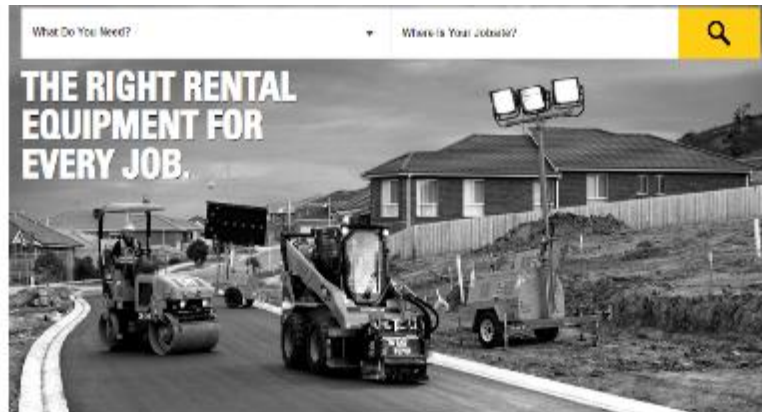 What Do You Need?
Where Is Your Jobsite?
THE RIGHT RENTAL
EQUIPMENT FOR
EVERY JOB.